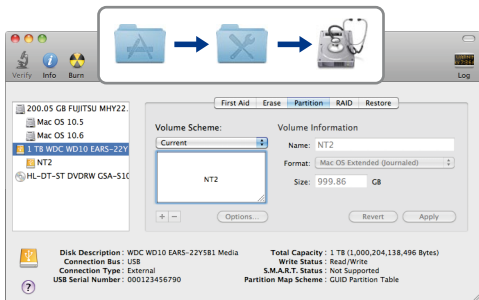 Verify Info Burn Log
200.05 GB FUJITSU MHY22.
Mac OS 10.5
Mac OS 10.6
1 TB WDC WD10 EARS-22Y
NT2
HL-DT-ST DVDRW GSA-S10
First Aid Erase Partition RAID Restore
Volume Scheme: Volume Information
Current
Name: NT2
Format: Mac OS Extended (Journaled)
Size: 999.86 GB
NT2
+ − Options... Revert Apply
Disk Description : WDC WD10 EARS-22Y5B1 Media
Connection Bus : USB
Connection Type : External
USB Serial Number : 000123456790
Total Capacity : 1 TB (1,000,204,138,496 Bytes)
Write Status : Read/Write
S.M.A.R.T. Status : Not Supported
Partition Map Scheme : GUID Partition Table
?